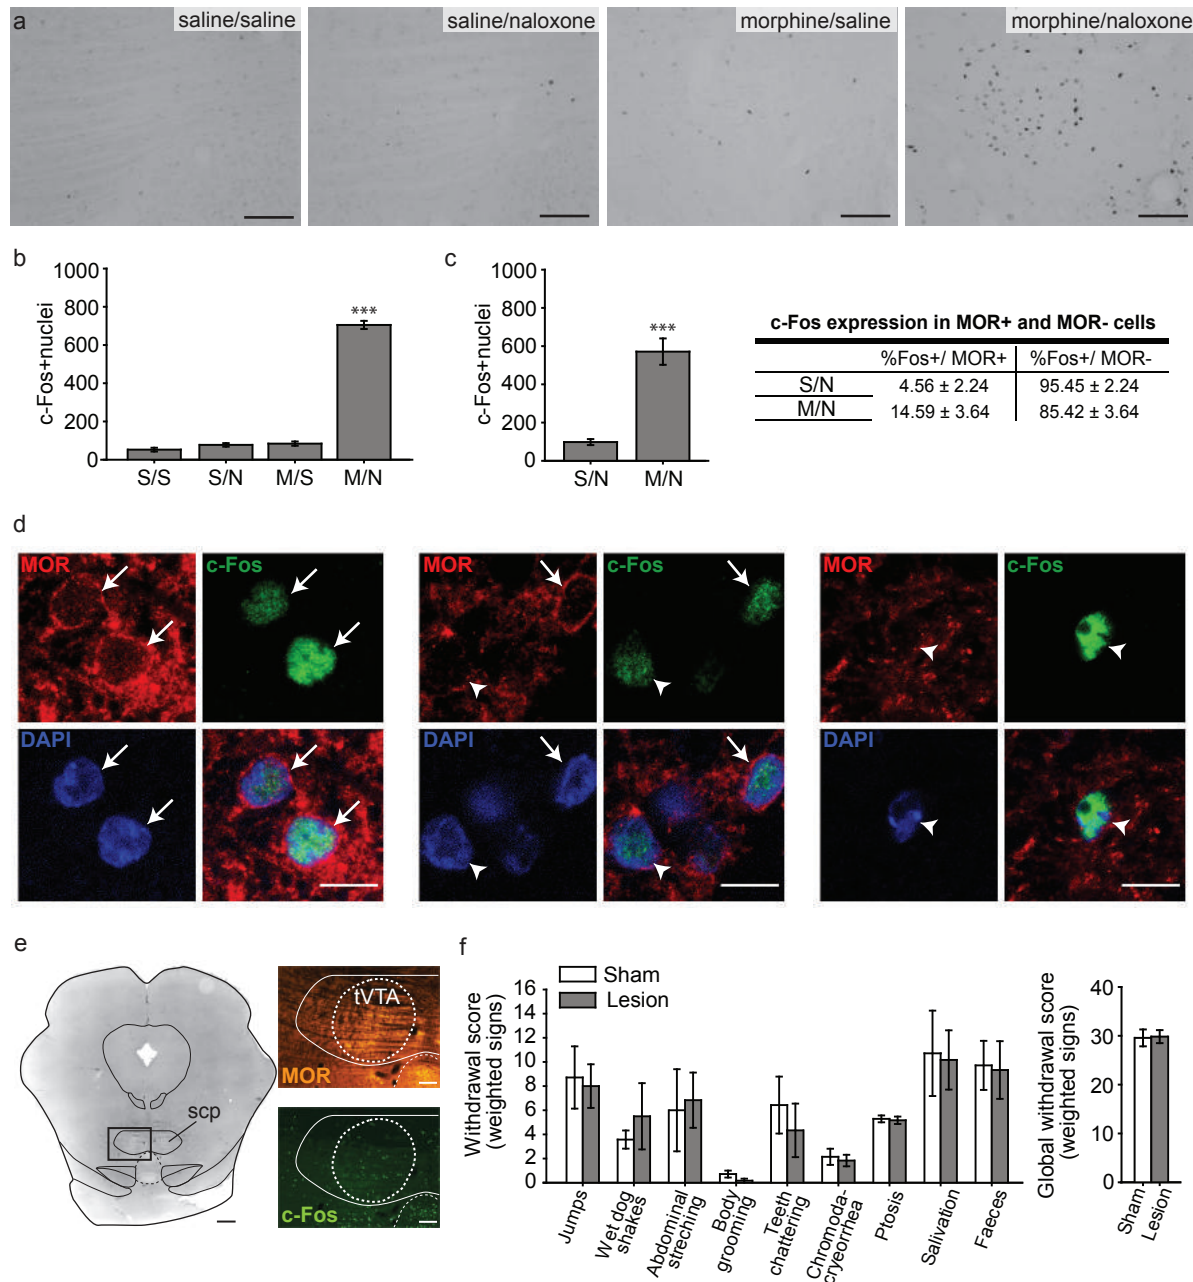 a
saline/saline
saline/naloxone
morphine/saline
morphine/naloxone
b
c-Fos+nuclei
1000
800
600
400
200
0
***
S/S
S/N
M/S
M/N
c
c-Fos+nuclei
1000
800
600
400
200
0
***
S/N
M/N
c-Fos expression in MOR+ and MOR- cells
%Fos+/ MOR+ %Fos+/ MOR-
S/N 4.56 ± 2.24 95.45 ± 2.24
M/N 14.59 ± 3.64 85.42 ± 3.64
d
MOR
c-Fos
DAPI
MOR
c-Fos
DAPI
MOR
c-Fos
DAPI
e
scp
tVTA
MOR
c-Fos
f
Sham
Lesion
Withdrawal score
(weighted signs)
16
14
12
10
8
6
4
2
0
Jumps
Wet dog
shakes
Abdominal
streching
Body
grooming
Teeth
chattering
Chromoda-
cryeorrhea
Ptosis
Salivation
Faeces
Global withdrawal score
(weighted signs)
40
30
20
10
0
Sham
Lesion